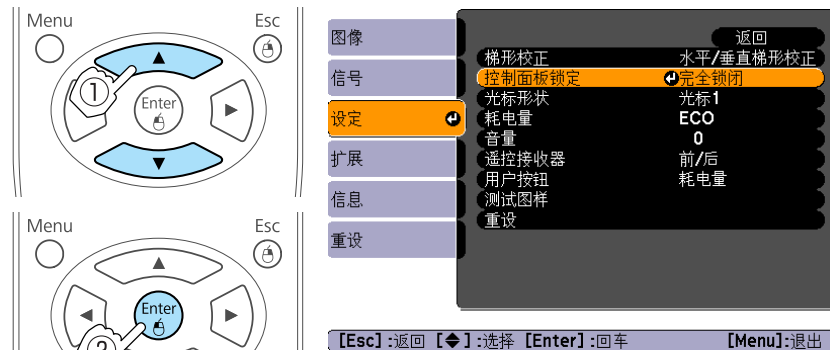 Menu Esc
1
Enter
Menu Esc
Enter
2
图像
信号
设定
扩展
信息
重设
返回
梯形校正 水平/垂直梯形校正
控制面板锁定 完全锁闭
光标形状 光标1
耗电量 ECO
音量 0
遥控接收器 前/后
用户按钮 耗电量
测试图样
重设
[Esc]:返回 [◆]:选择 [Enter]:回车 [Menu]:退出